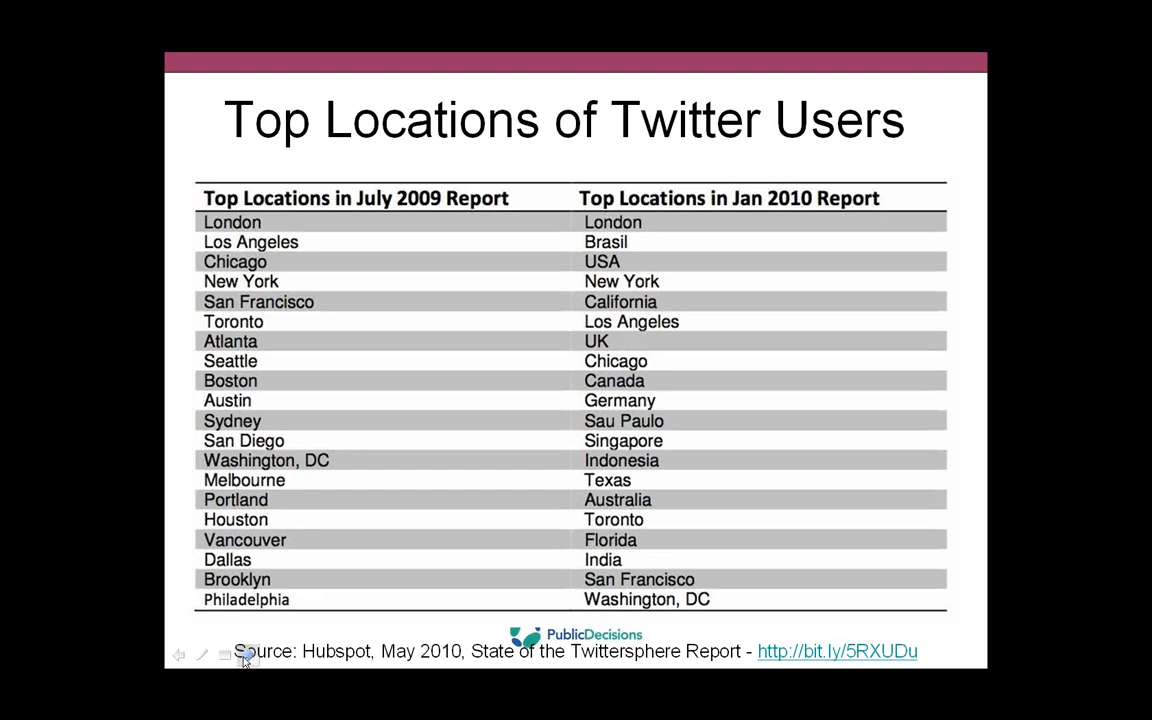 Top Locations of Twitter Users
Top Locations in July 2009 Report Top Locations in Jan 2010 Report
London London
Los Angeles Brasil
Chicago USA
New York New York
San Francisco California
Toronto Los Angeles
Atlanta UK
Seattle Chicago
Boston Canada
Austin Germany
Sydney Sau Paulo
San Diego Singapore
Washington, DC Indonesia
Melbourne Texas
Portland Australia
Houston Toronto
Vancouver Florida
Dallas India
Brooklyn San Francisco
Philadelphia Washington, DC
PublicDecisions
Source: Hubspot, May 2010, State of the Twittersphere Report - http://bit.ly/5RXUDu